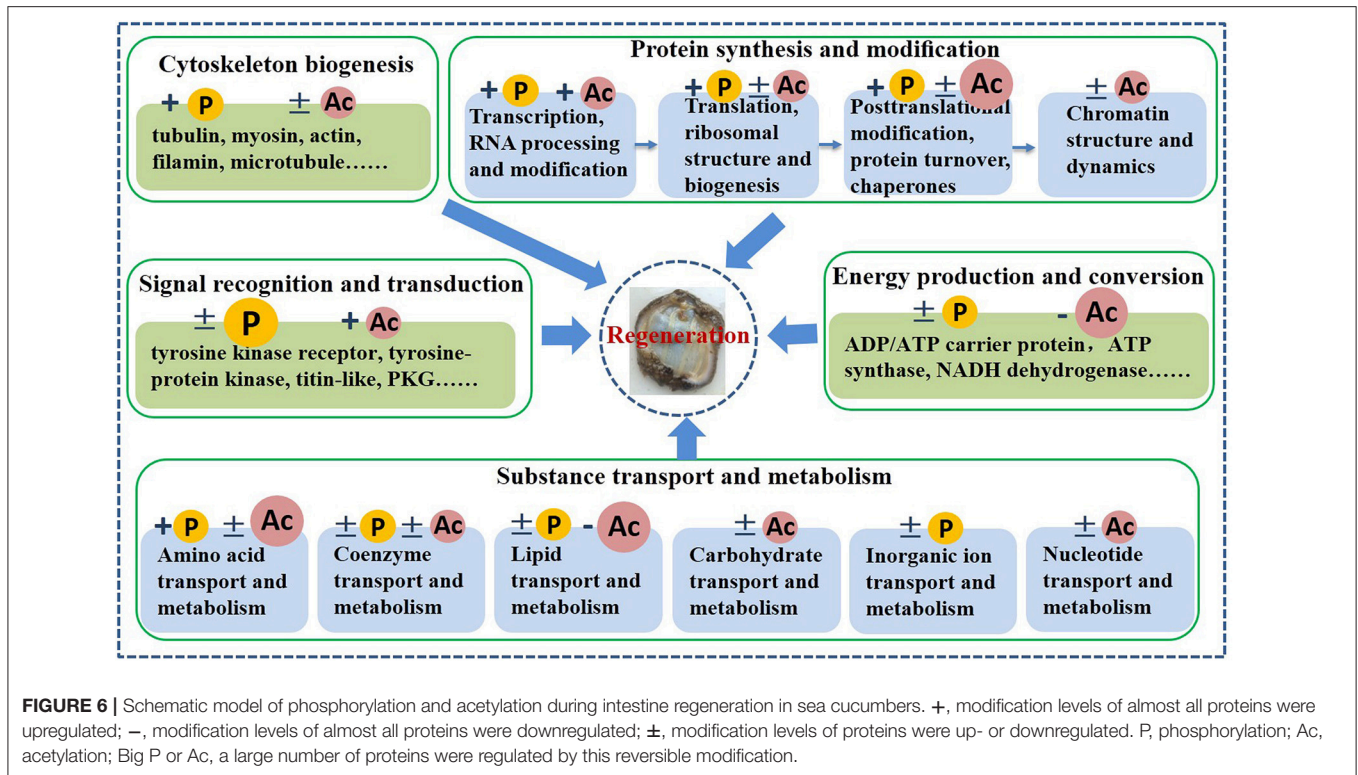 Cytoskeleton biogenesis
+ P ± Ac
tubulin, myosin, actin,
filamin, microtubule……
Protein synthesis and modification
+ P + Ac
Transcription,
RNA processing
and modification
+ P ± Ac
Translation,
ribosomal
structure and
biogenesis
+ P ± Ac
Posttranslational
modification,
protein turnover,
chaperones
± Ac
Chromatin
structure and
dynamics
Signal recognition and transduction
± P + Ac
tyrosine kinase receptor, tyrosine-
protein kinase, titin-like, PKG……
Regeneration
Energy production and conversion
± P - Ac
ADP/ATP carrier protein， ATP
synthase, NADH dehydrogenase……
Substance transport and metabolism
+ P ± Ac
Amino acid
transport and
metabolism
± P ± Ac
Coenzyme
transport and
metabolism
± P - Ac
Lipid
transport and
metabolism
± Ac
Carbohydrate
transport and
metabolism
± P
Inorganic ion
transport and
metabolism
± Ac
Nucleotide
transport and
metabolism
FIGURE 6 | Schematic model of phosphorylation and acetylation during intestine regeneration in sea cucumbers. +, modification levels of almost all proteins were
upregulated; −, modification levels of almost all proteins were downregulated; ±, modification levels of proteins were up- or downregulated. P, phosphorylation; Ac,
acetylation; Big P or Ac, a large number of proteins were regulated by this reversible modification.